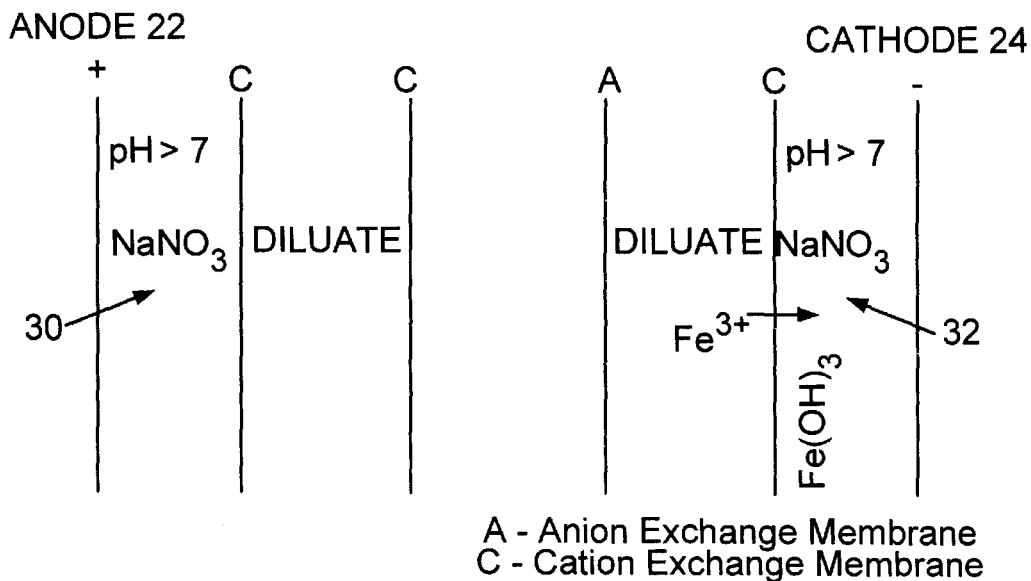 ANODE 22
CATHODE 24
+ C C A C -
pH > 7
pH > 7
NaNO3 DILUATE
DILUATE NaNO3
30
Fe3+
32
Fe(OH)3
A - Anion Exchange Membrane
C - Cation Exchange Membrane